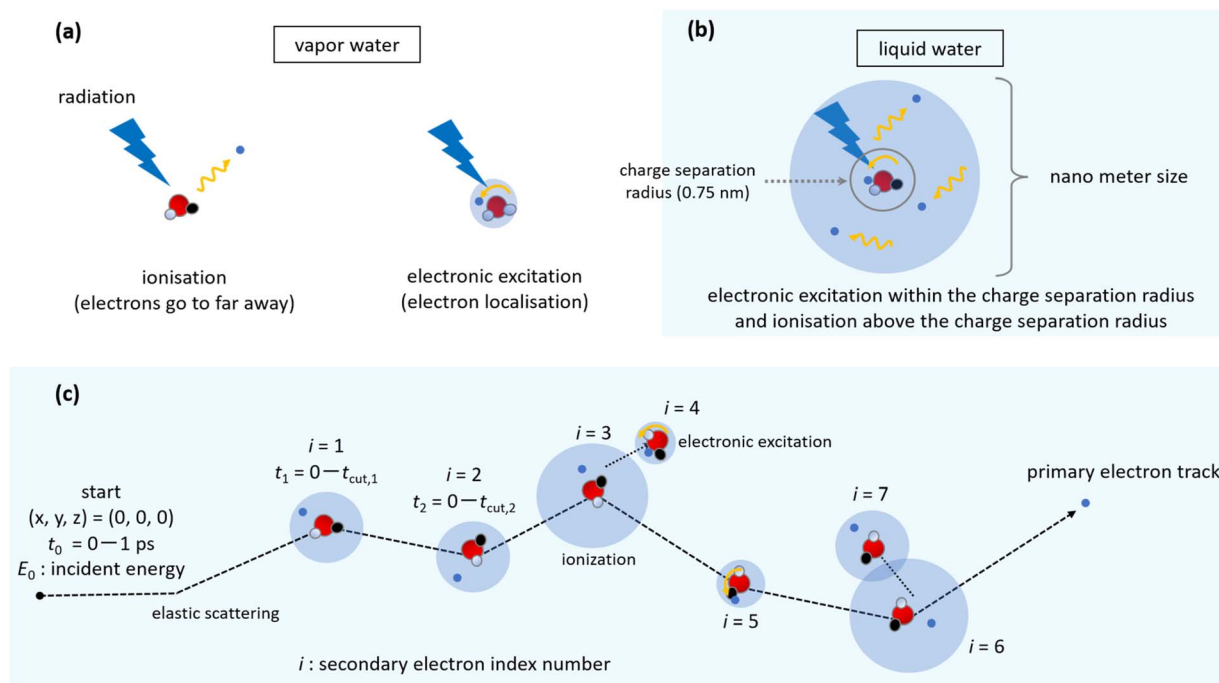 (a)
vapor water
radiation
ionisation
(electrons go to far away)
electronic excitation
(electron localisation)
(b)
liquid water
charge separation
radius (0.75 nm)
nano meter size
electronic excitation within the charge separation radius
and ionisation above the charge separation radius
(c)
start
(x, y, z) = (0, 0, 0)
t₀ = 0－1 ps
E₀ : incident energy
elastic scattering
i = 1
t₁ = 0－t_cut,1
i = 2
t₂ = 0－t_cut,2
i = 3
ionization
i = 4
electronic excitation
i = 5
i = 7
i = 6
primary electron track
i : secondary electron index number